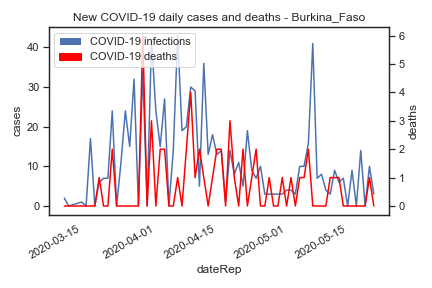 New COVID-19 daily cases and deaths - Burkina_Faso
COVID-19 infections
COVID-19 deaths
40
30
20
10
0
cases
6
5
4
3
2
1
0
deaths
2020-03-15
2020-04-01
2020-04-15
2020-05-01
2020-05-15
dateRep